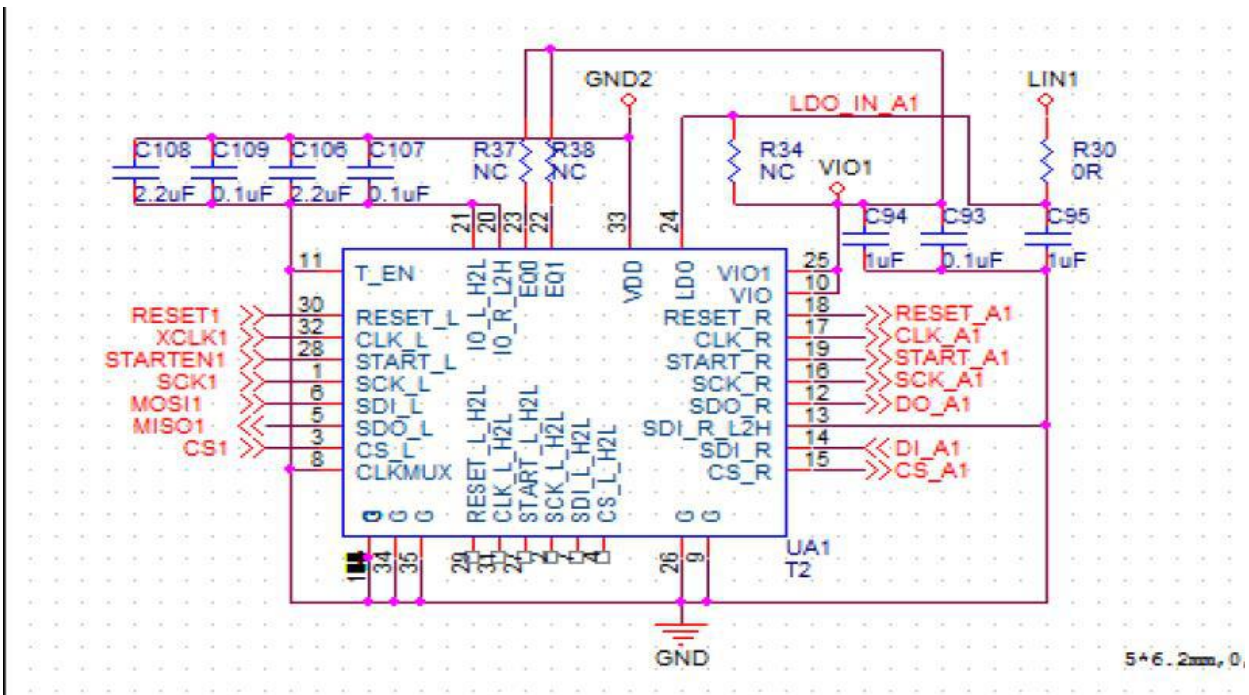 GND2
LIN1
LDO_IN_A1
C108
C109
C106
C107
R37
R38
R34
R30
NC
NC
NC
0R
VIO1
2.2uF
0.1uF
2.2uF
0.1uF
C94
C93
C95
1uF
0.1uF
1uF
21
20
23
22
33
24
IO_L_H2L
IO_R_L2H
EQ0
EQ1
VDD
LDO
11
T_EN
VIO1
25
VIO
10
RESET1
30
RESET_L
RESET_R
18
RESET_A1
XCLK1
32
CLK_L
CLK_R
17
CLK_A1
STARTEN1
28
START_L
START_R
19
START_A1
SCK1
1
SCK_L
SCK_R
16
SCK_A1
MOSI1
6
SDI_L
SDO_R
12
DO_A1
MISO1
5
SDO_L
SDI_R_L2H
13
CS1
3
CS_L
SDI_R
14
DI_A1
8
CLKMUX
CS_R
15
CS_A1
RESET_L_H2L
CLK_L_H2L
START_L_H2L
SCK_L_H2L
SDI_L_H2L
CS_L_H2L
G
G
G
G
G
34
35
29
31
27
2
7
4
26
9
UA1
T2
GND
5*6.2mm,0,